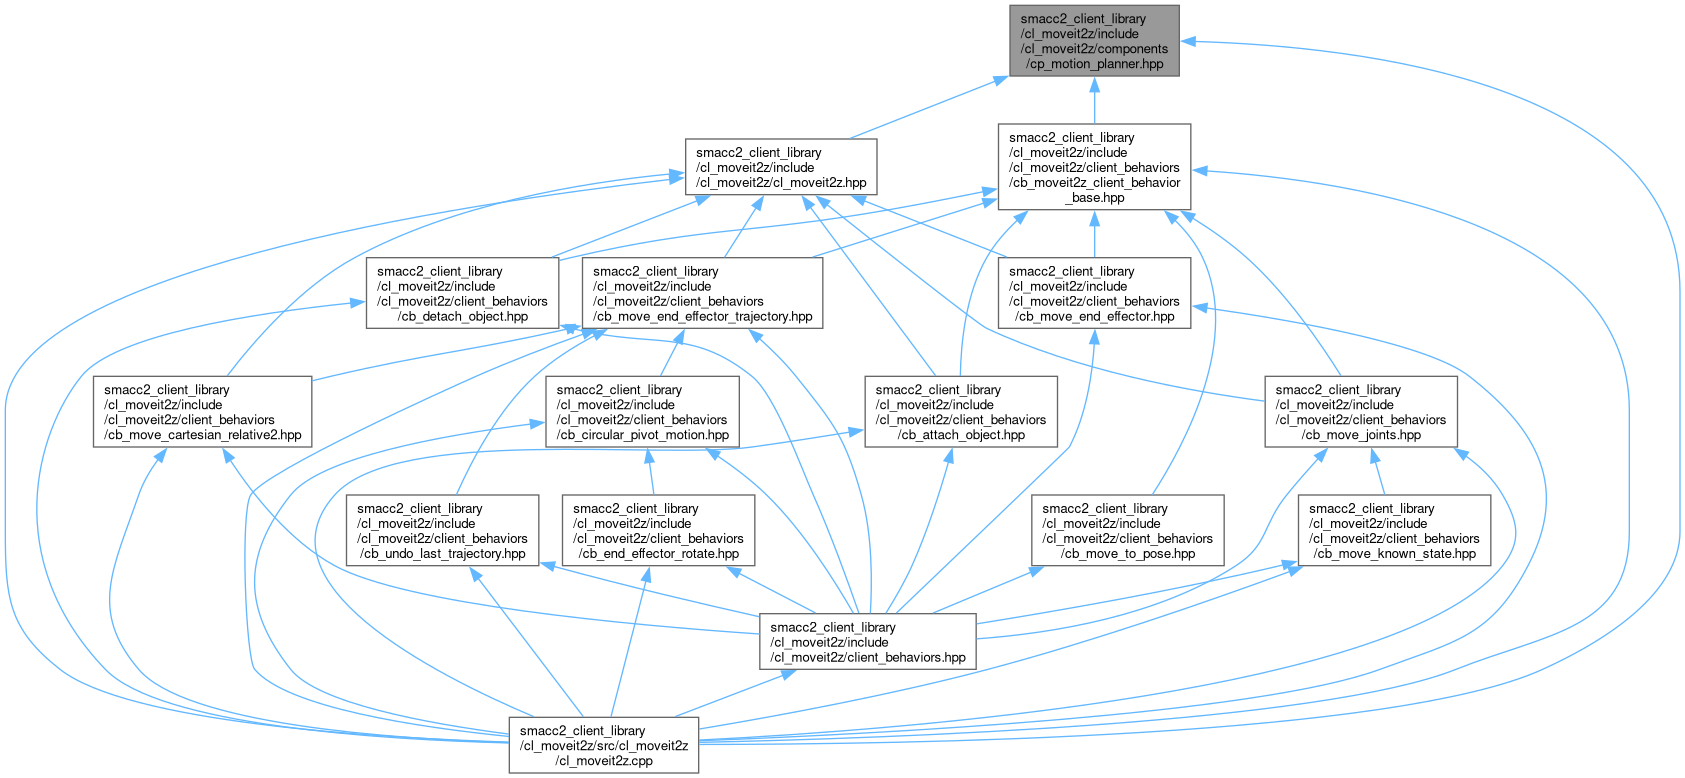 smacc2_client_library
/cl_moveit2z/include
/cl_moveit2z/components
/cp_motion_planner.hpp
smacc2_client_library
/cl_moveit2z/include
/cl_moveit2z/cl_moveit2z.hpp
smacc2_client_library
/cl_moveit2z/include
/cl_moveit2z/client_behaviors
/cb_moveit2z_client_behavior
_base.hpp
smacc2_client_library
/cl_moveit2z/include
/cl_moveit2z/client_behaviors
/cb_detach_object.hpp
smacc2_client_library
/cl_moveit2z/include
/cl_moveit2z/client_behaviors
/cb_move_end_effector_trajectory.hpp
smacc2_client_library
/cl_moveit2z/include
/cl_moveit2z/client_behaviors
/cb_move_end_effector.hpp
smacc2_client_library
/cl_moveit2z/include
/cl_moveit2z/client_behaviors
/cb_move_cartesian_relative2.hpp
smacc2_client_library
/cl_moveit2z/include
/cl_moveit2z/client_behaviors
/cb_circular_pivot_motion.hpp
smacc2_client_library
/cl_moveit2z/include
/cl_moveit2z/client_behaviors
/cb_attach_object.hpp
smacc2_client_library
/cl_moveit2z/include
/cl_moveit2z/client_behaviors
/cb_move_joints.hpp
smacc2_client_library
/cl_moveit2z/include
/cl_moveit2z/client_behaviors
/cb_undo_last_trajectory.hpp
smacc2_client_library
/cl_moveit2z/include
/cl_moveit2z/client_behaviors
/cb_end_effector_rotate.hpp
smacc2_client_library
/cl_moveit2z/include
/cl_moveit2z/client_behaviors
/cb_move_to_pose.hpp
smacc2_client_library
/cl_moveit2z/include
/cl_moveit2z/client_behaviors
/cb_move_known_state.hpp
smacc2_client_library
/cl_moveit2z/include
/cl_moveit2z/client_behaviors.hpp
smacc2_client_library
/cl_moveit2z/src/cl_moveit2z
/cl_moveit2z.cpp